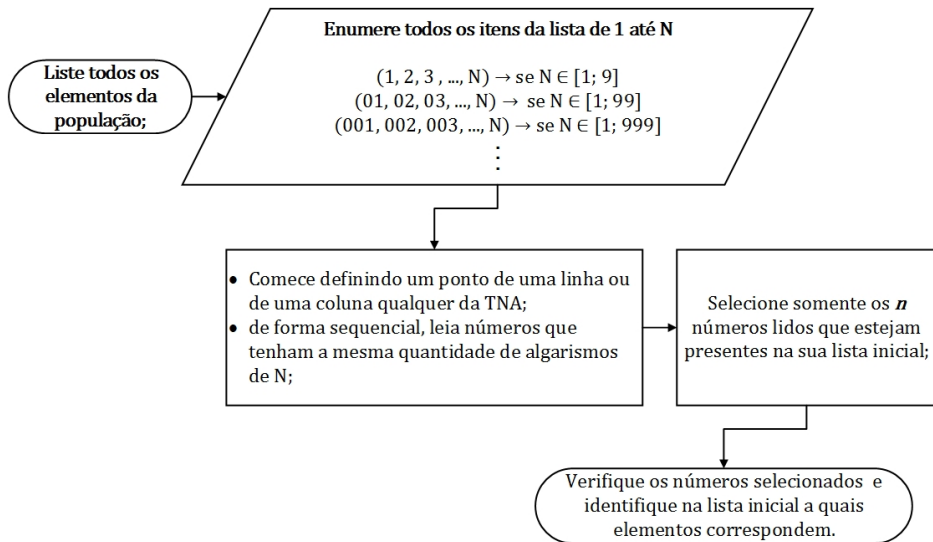 Liste todos os
elementos da
população;
Enumere todos os itens da lista de 1 até N
(1, 2, 3 , ..., N) → se N ∈ [1; 9]
(01, 02, 03, ..., N) → se N ∈ [1; 99]
(001, 002, 003, ..., N) → se N ∈ [1; 999]
⋮
• Comece definindo um ponto de uma linha ou
de uma coluna qualquer da TNA;
• de forma sequencial, leia números que
tenham a mesma quantidade de algarismos
de N;
Selecione somente os n
números lidos que estejam
presentes na sua lista inicial;
Verifique os números selecionados e
identifique na lista inicial a quais
elementos correspondem.